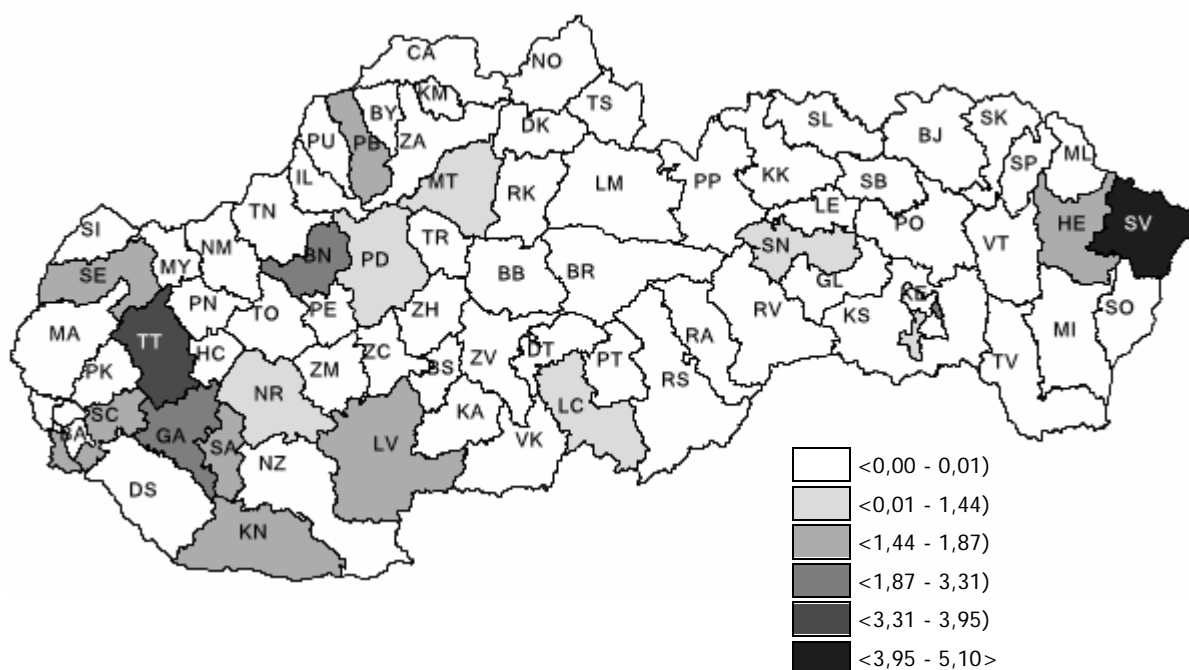 CA
NO
KM
TS
BY
PU
PB
ZA
DK
SL
BJ
SK
SP
ML
IL
MT
RK
LM
PP
KK
SB
LE
PO
HE
SV
SI
TN
NM
TR
SN
VT
SE
MY
BN
PD
BB
BR
GL
KE
SO
MA
PN
TO
PE
ZH
RV
KS
MI
TT
HC
ZM
ZC
BS
ZV
DT
PT
RA
RS
TV
PK
NR
LC
SC
BA
GA
SA
LV
KA
VK
NZ
DS
KN
<0,00 - 0,01)
<0,01 - 1,44)
<1,44 - 1,87)
<1,87 - 3,31)
<3,31 - 3,95)
<3,95 - 5,10>